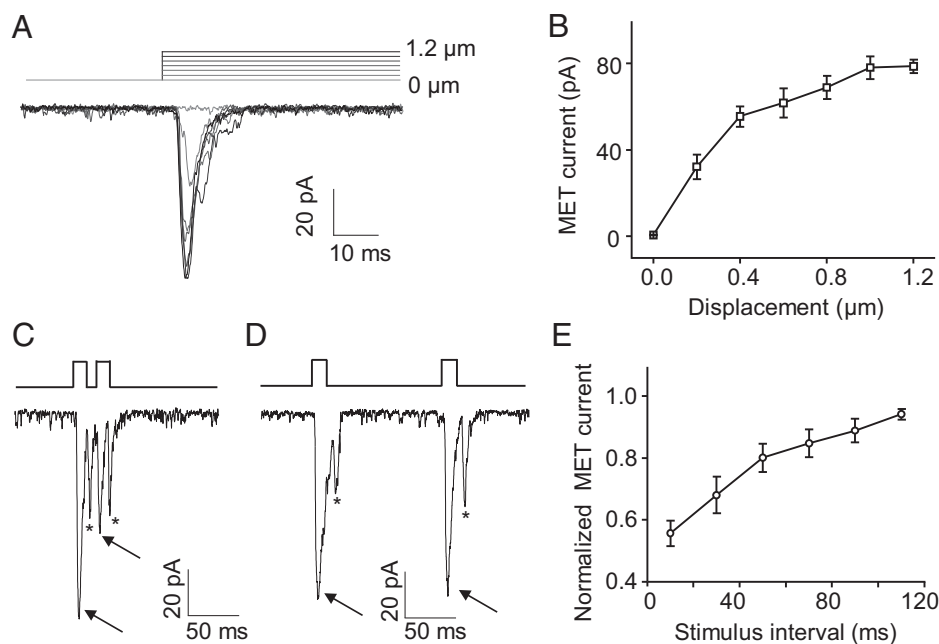 A
1.2 µm
0 µm
20 pA
10 ms
B
MET current (pA)
80
40
0
0.0
0.4
0.8
1.2
Displacement (µm)
C
*
*
20 pA
50 ms
D
*
*
20 pA
50 ms
E
Normalized MET current
1.0
0.8
0.6
0.4
0
40
80
120
Stimulus interval (ms)